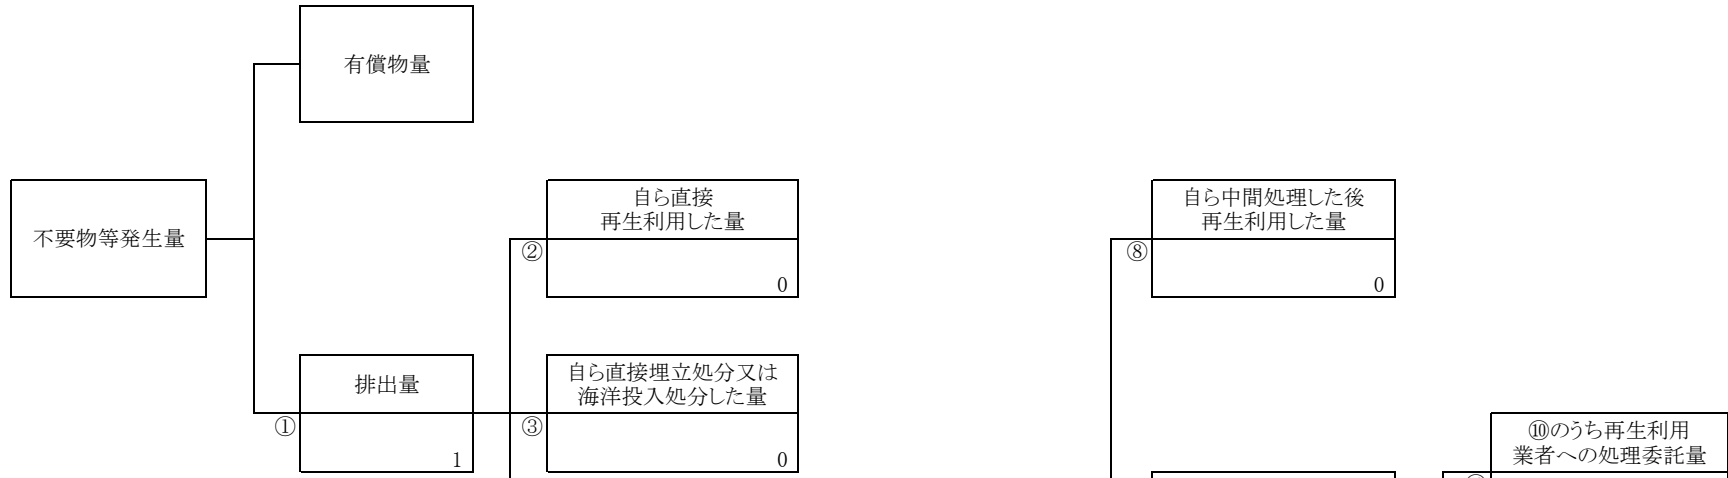 有償物量
不要物等発生量
自ら直接
再生利用した量
②
0
自ら中間処理した後
再生利用した量
⑧
0
排出量
①
1
自ら直接埋立処分又は
海洋投入処分した量
③
0
⑩のうち再生利用
業者への処理委託量